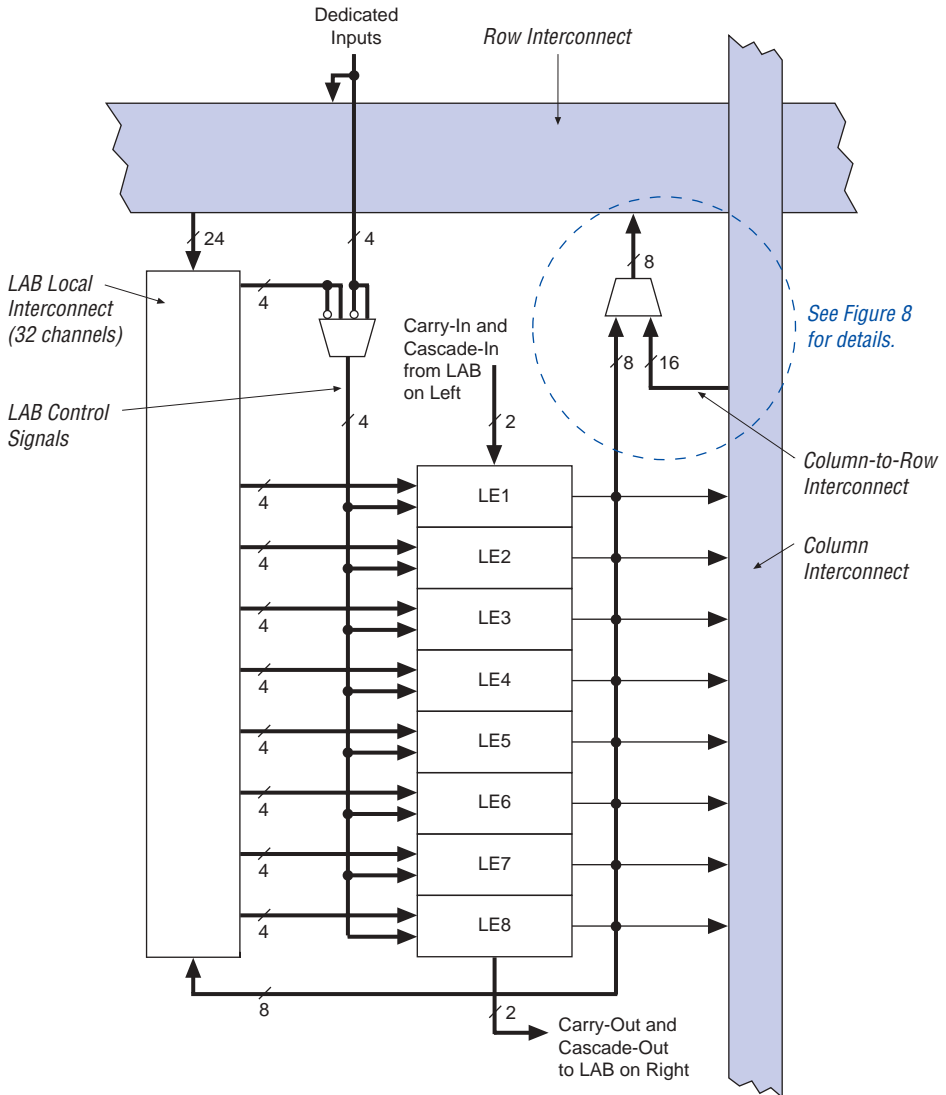 Dedicated
Inputs
Row Interconnect
24
4
8
LAB Local
Interconnect
(32 channels)
4
See Figure 8
for details.
Carry-In and
Cascade-In
from LAB
on Left
8
16
LAB Control
Signals
4
2
Column-to-Row
Interconnect
LE1
4
Column
Interconnect
LE2
4
LE3
4
LE4
4
LE5
4
LE6
4
LE7
4
LE8
4
8
2
Carry-Out and
Cascade-Out
to LAB on Right